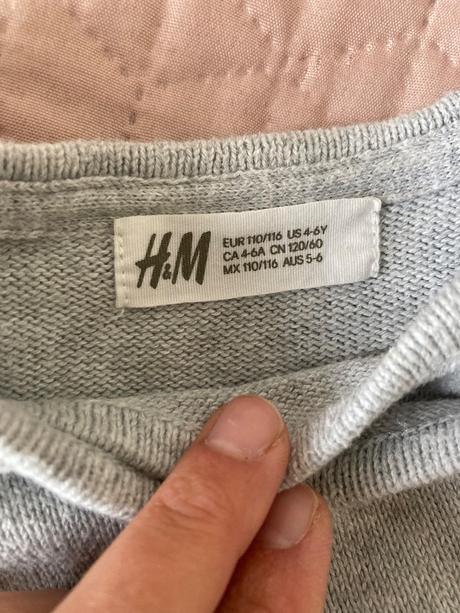 H&M
EUR 110/116 US 4-6Y
CA 4-6A CN 120/60
MX 110/116 AUS 5-6